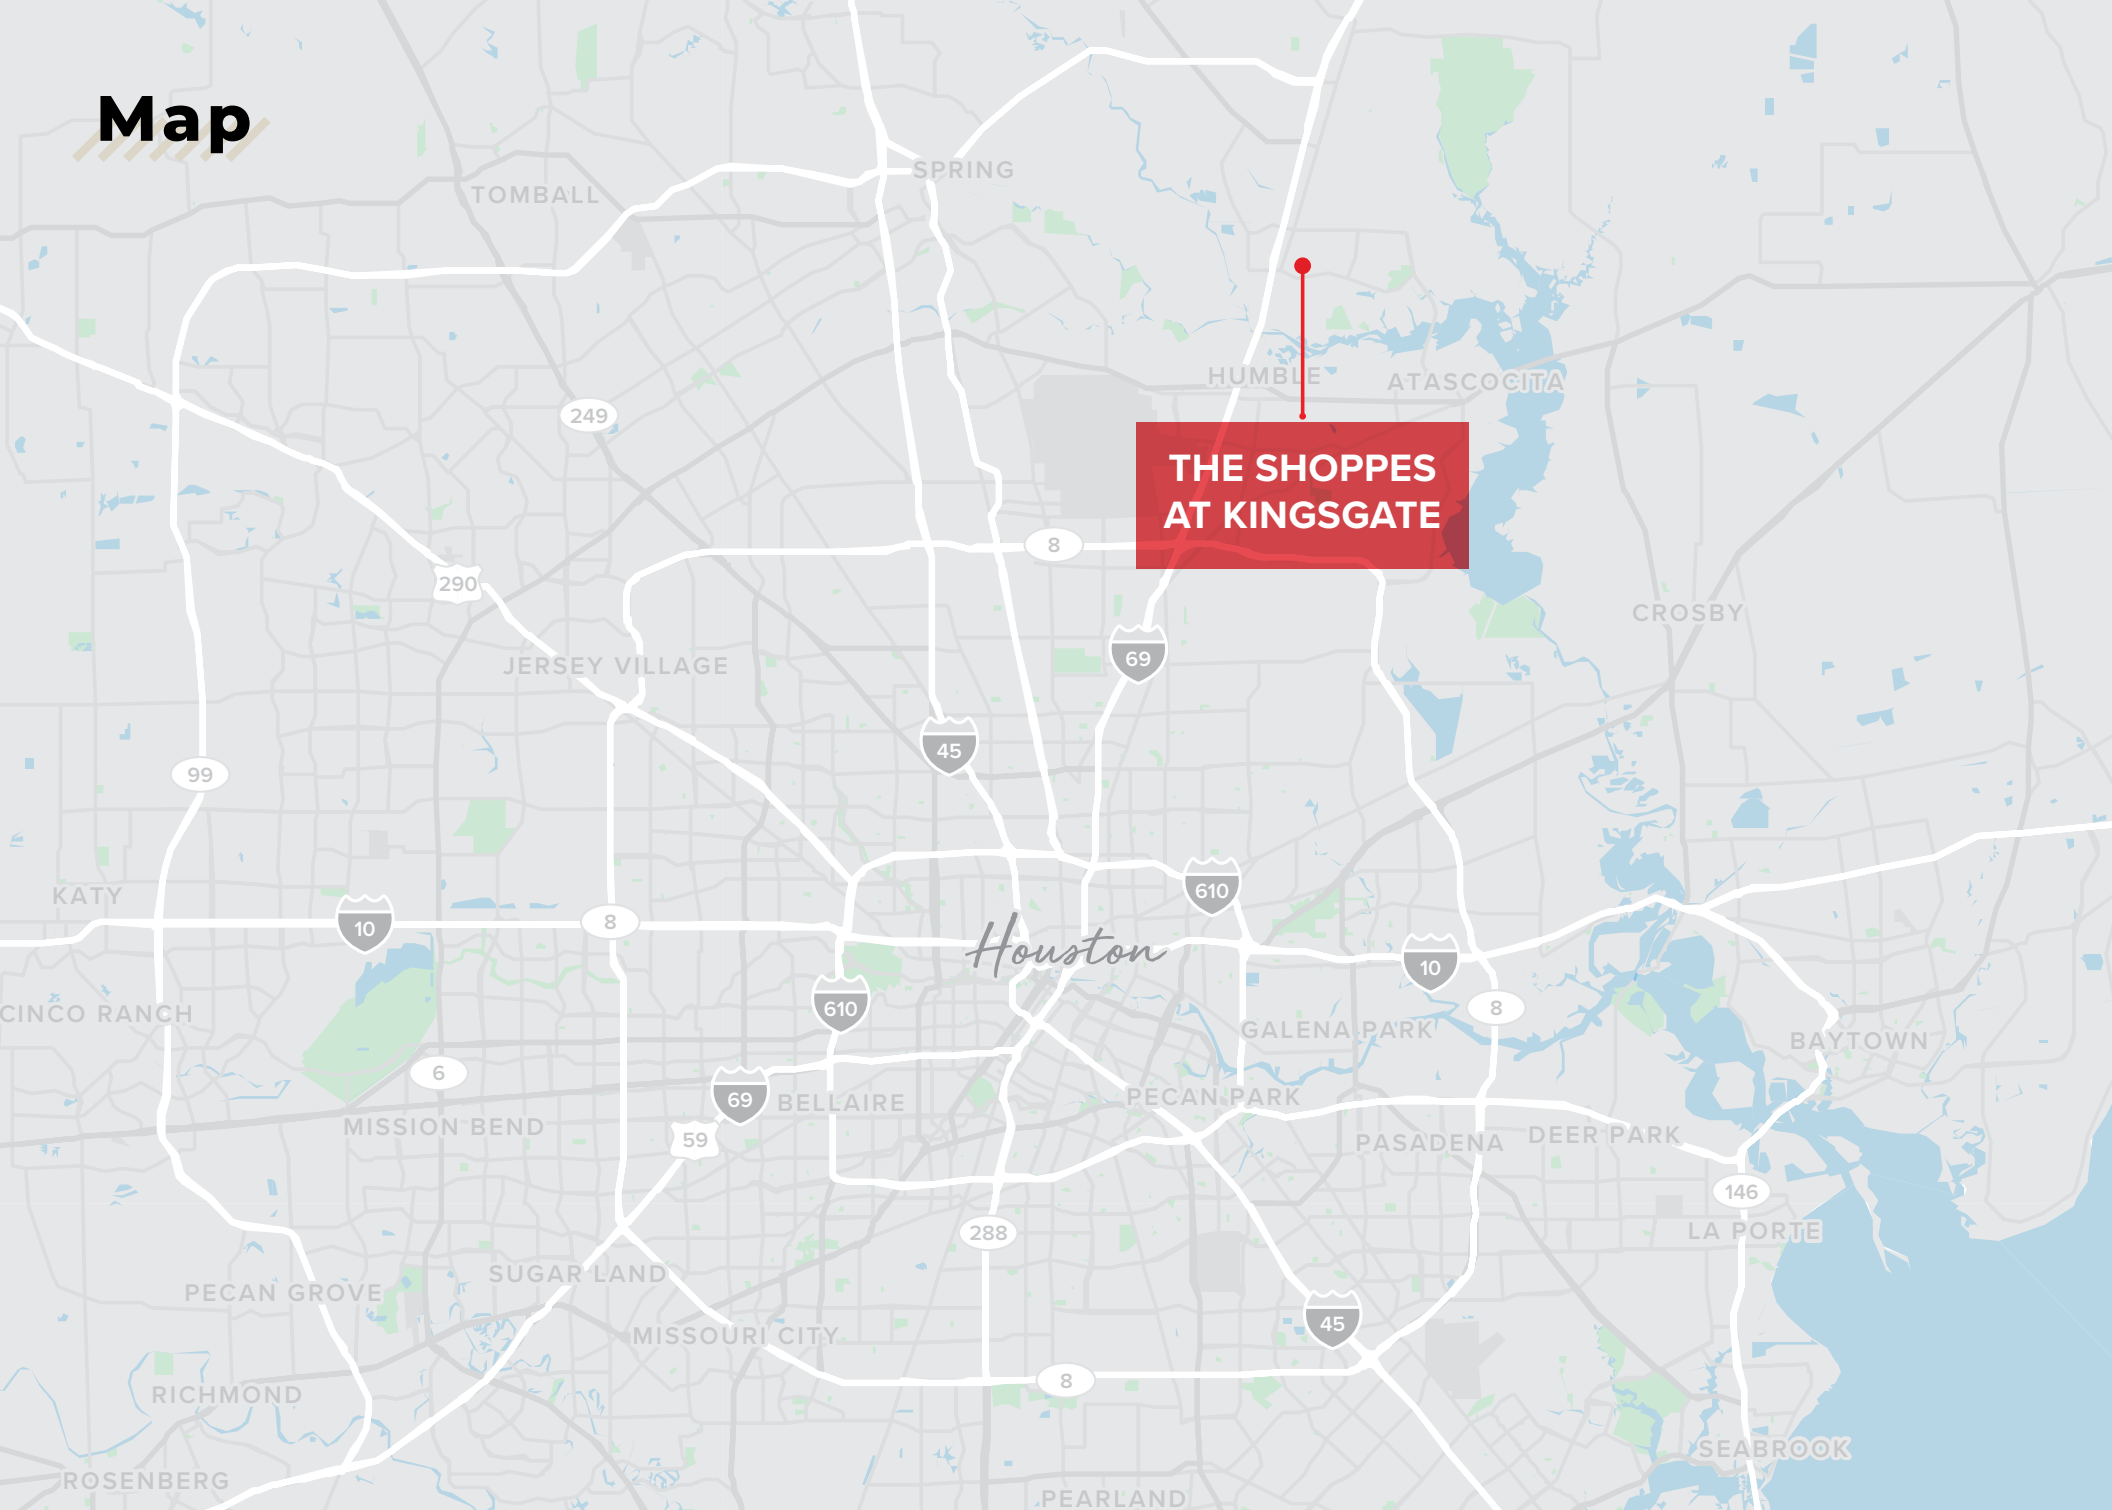 Map
SPRING
TOMBALL
HUMBLE
ATASCOCITA
249
THE SHOPPES
AT KINGSGATE
8
290
CROSBY
69
JERSEY VILLAGE
45
99
610
KATY
10
8
Houston
10
610
8
CINCO RANCH
GALENA PARK
BAYTOWN
6
69
BELLAIRE
PECAN PARK
MISSION BEND
59
PASADENA
DEER PARK
146
LA PORTE
288
SUGAR LAND
PECAN GROVE
45
MISSOURI CITY
8
RICHMOND
SEABROOK
ROSENBERG
PEARLAND